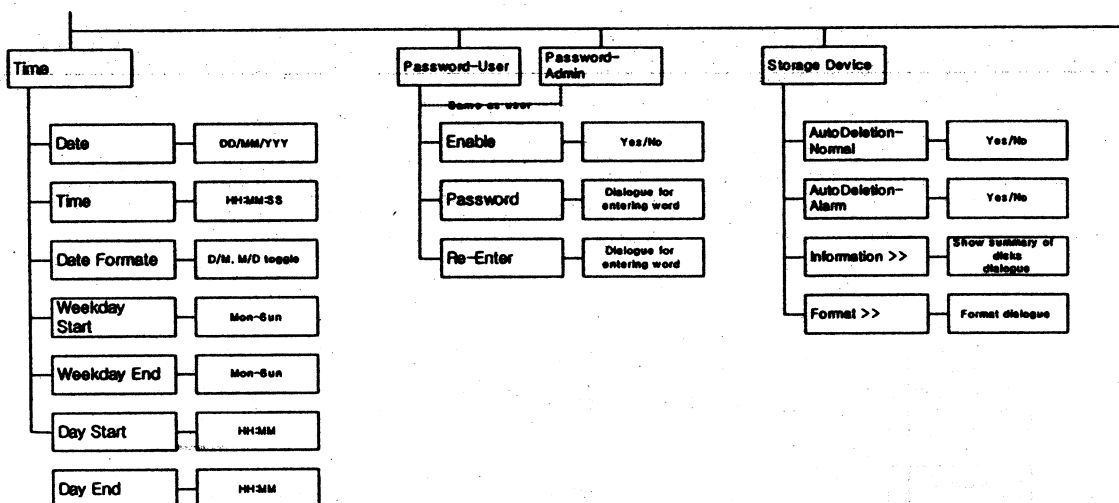 Time
Date
DD/MM/YYY
Time
HH:MM:SS
Date Formate
D/M, M/D toggle
Weekday
Start
Mon-Sun
Weekday End
Mon-Sun
Day Start
HH:MM
Day End
HH:MM
Password-User
Password-
Admin
Same as user
Enable
Yes/No
Password
Dialogue for
entering word
Re-Enter
Dialogue for
entering word
Storage Device
AutoDeletion-
Normal
Yes/No
AutoDeletion-
Alarm
Yes/No
Information >>
Show summary of
disks
dialogue
Format >>
Format dialogue